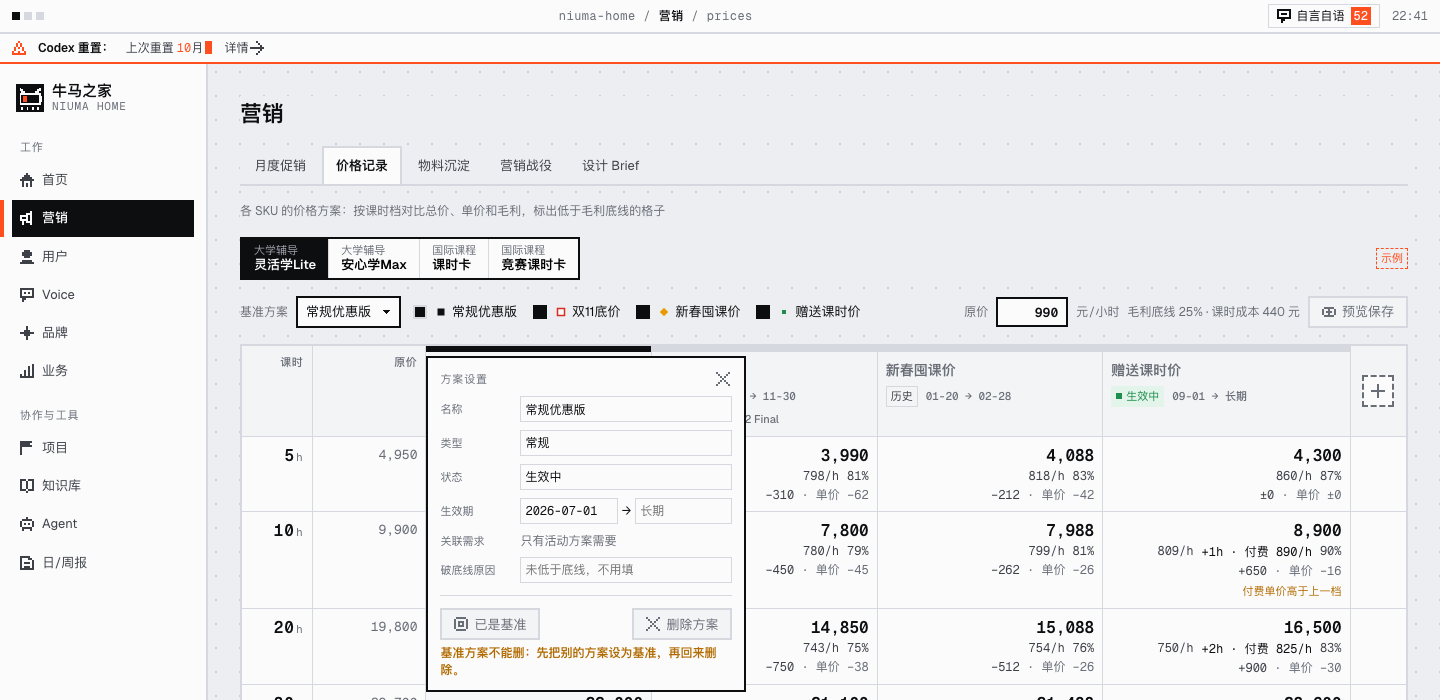 niuma-home / 营销 / prices
自言自语 52
22:41
Codex 重置： 上次重置 10月 详情
牛马之家
NIUMA HOME
工作
首页
营销
用户
Voice
品牌
业务
协作与工具
项目
知识库
Agent
日/周报
营销
月度促销 价格记录 物料沉淀 营销战役 设计 Brief
各 SKU 的价格方案：按课时档对比总价、单价和毛利，标出低于毛利底线的格子
大学辅导 大学辅导 国际课程 国际课程
灵活学Lite 安心学Max 课时卡 竞赛课时卡
示例
基准方案 常规优惠版 常规优惠版 双11底价 新春囤课价 赠送课时价 原价 990 元/小时 毛利底线 25% · 课时成本 440 元 预览保存
课时 原价
方案设置
名称 常规优惠版
类型 常规
状态 生效中
生效期 2026-07-01 → 长期
关联需求 只有活动方案需要
破底线原因 未低于底线，不用填
已是基准 删除方案
基准方案不能删：先把别的方案设为基准，再回来删
除。
→ 11-30
2 Final
新春囤课价
历史 01-20 → 02-28
赠送课时价
生效中 09-01 → 长期
5 h 4,950 3,990 4,088 4,300
798/h 81% 818/h 83% 860/h 87%
−310 · 单价 −62 −212 · 单价 −42 ±0 · 单价 ±0
10 h 9,900 7,800 7,988 8,900
780/h 79% 799/h 81% 809/h +1h · 付费 890/h 90%
−450 · 单价 −45 −262 · 单价 −26 +650 · 单价 −16
付费单价高于上一档
20 h 19,800 14,850 15,088 16,500
743/h 75% 754/h 76% 750/h +2h · 付费 825/h 83%
−750 · 单价 −38 −512 · 单价 −26 +900 · 单价 −30